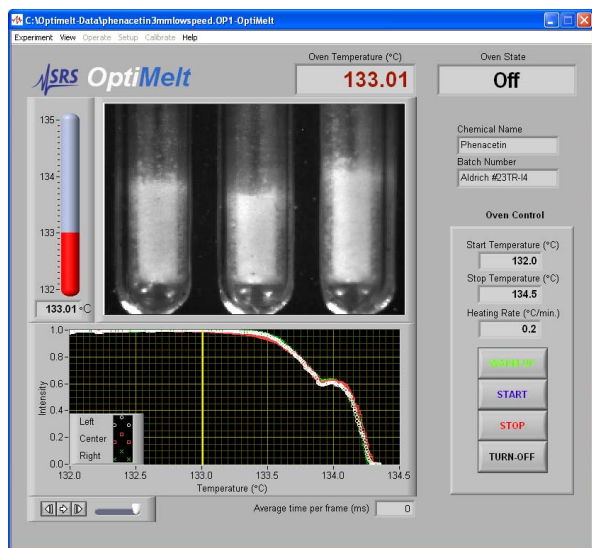 C:\Optimelt-Data\phenacetin3mmlowspeed.OP1-OptiMelt
Experiment View Operate Setup Calibrate Help
SRS OptiMelt
Oven Temperature (°C)
133.01
Oven State
Off
135-
134-
133-
132-
133.01 °C
Chemical Name
Phenacetin
Batch Number
Aldrich #23TR-I4
Oven Control
Start Temperature (°C)
132.0
Stop Temperature (°C)
134.5
Heating Rate (°C/min.)
0.2
START
STOP
TURN-OFF
1.0-
0.8-
0.6-
0.4-
0.2-
0.0-
Intensity
Left
Center
Right
132.0 132.5 133.0 133.5 134.0 134.5
Temperature (°C)
Average time per frame (ms) 0